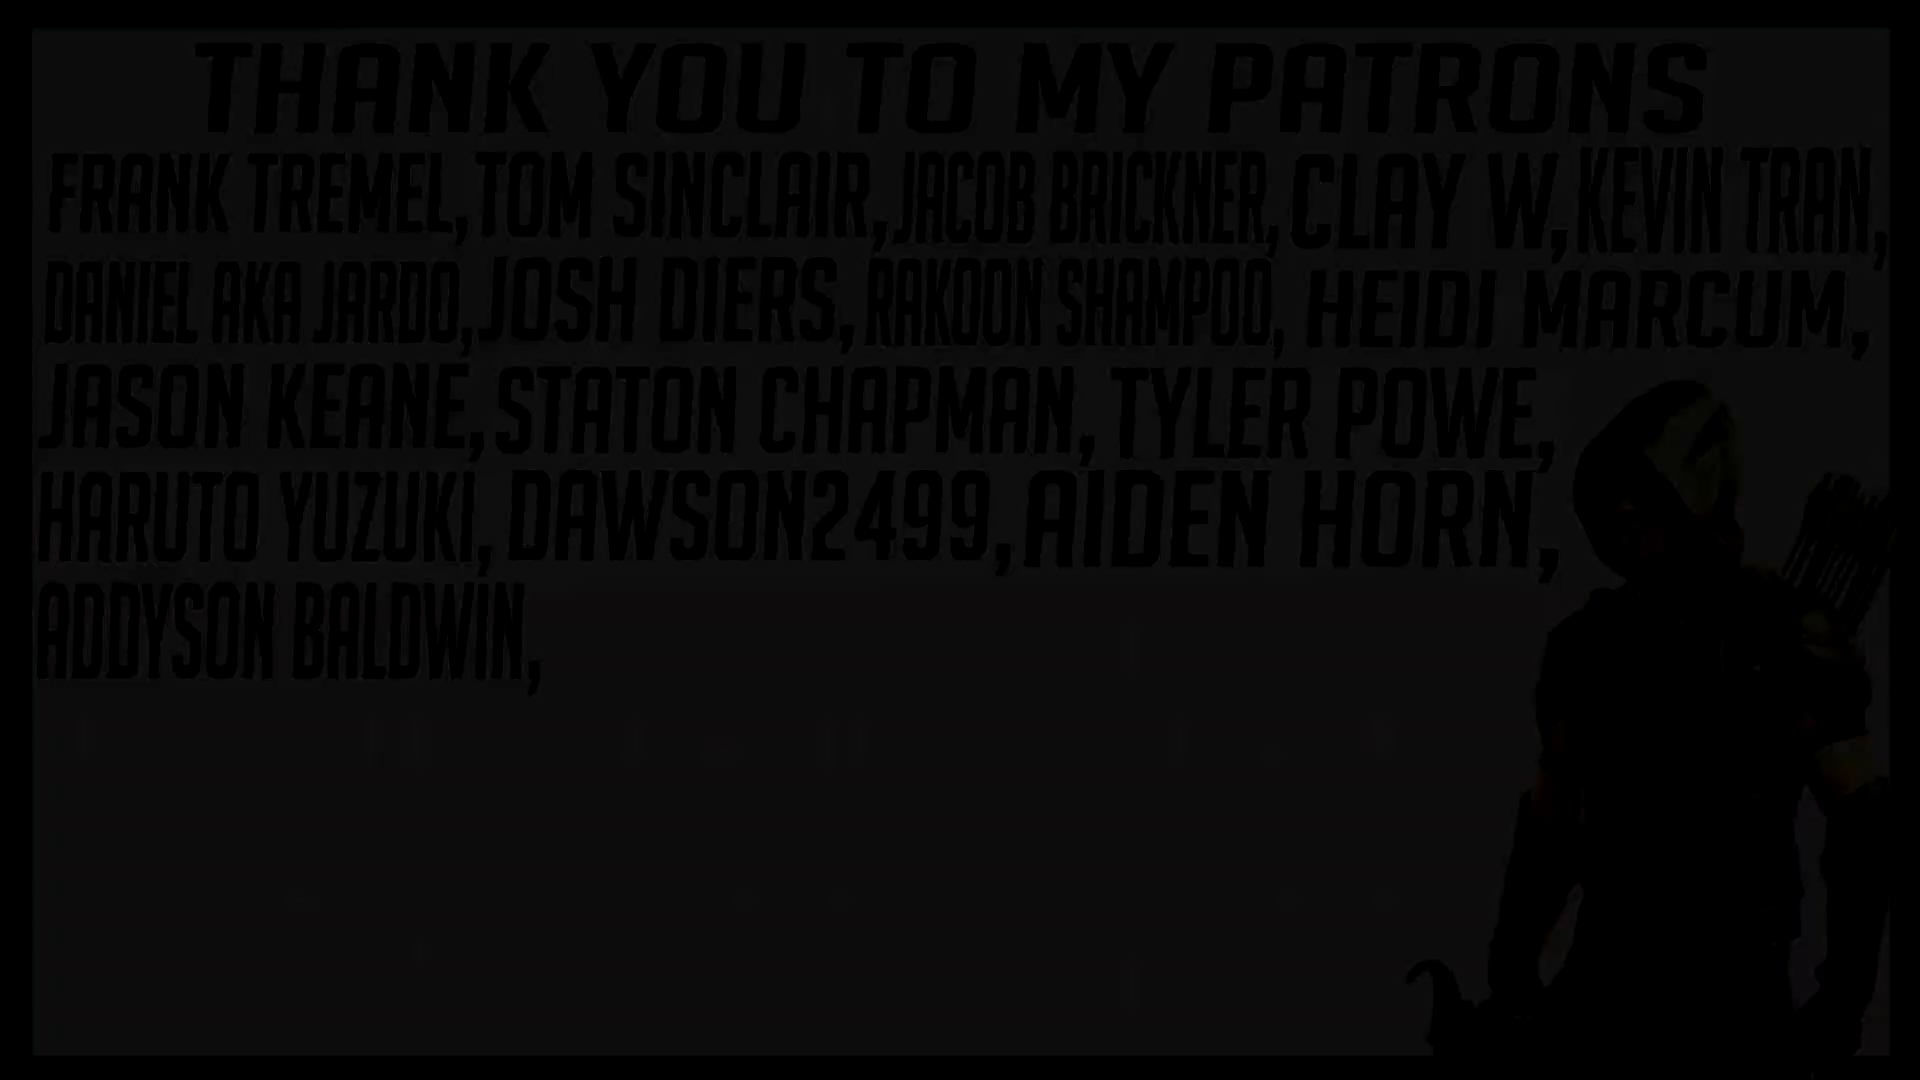 THANK YOU TO MY PATRONS
FRANK TREMEL, TOM SINCLAIR, JACOB BRICKNER, CLAY W, KEVIN TRAN,
DANIEL AKA JARDO, JOSH DIERS, RAKOON SHAMPOO, HEIDI MARCUM,
JASON KEANE, STATON CHAPMAN, TYLER POWE,
HARUTO YUZUKI, DAWSON2499, AIDEN HORN,
ADDYSON BALDWIN,